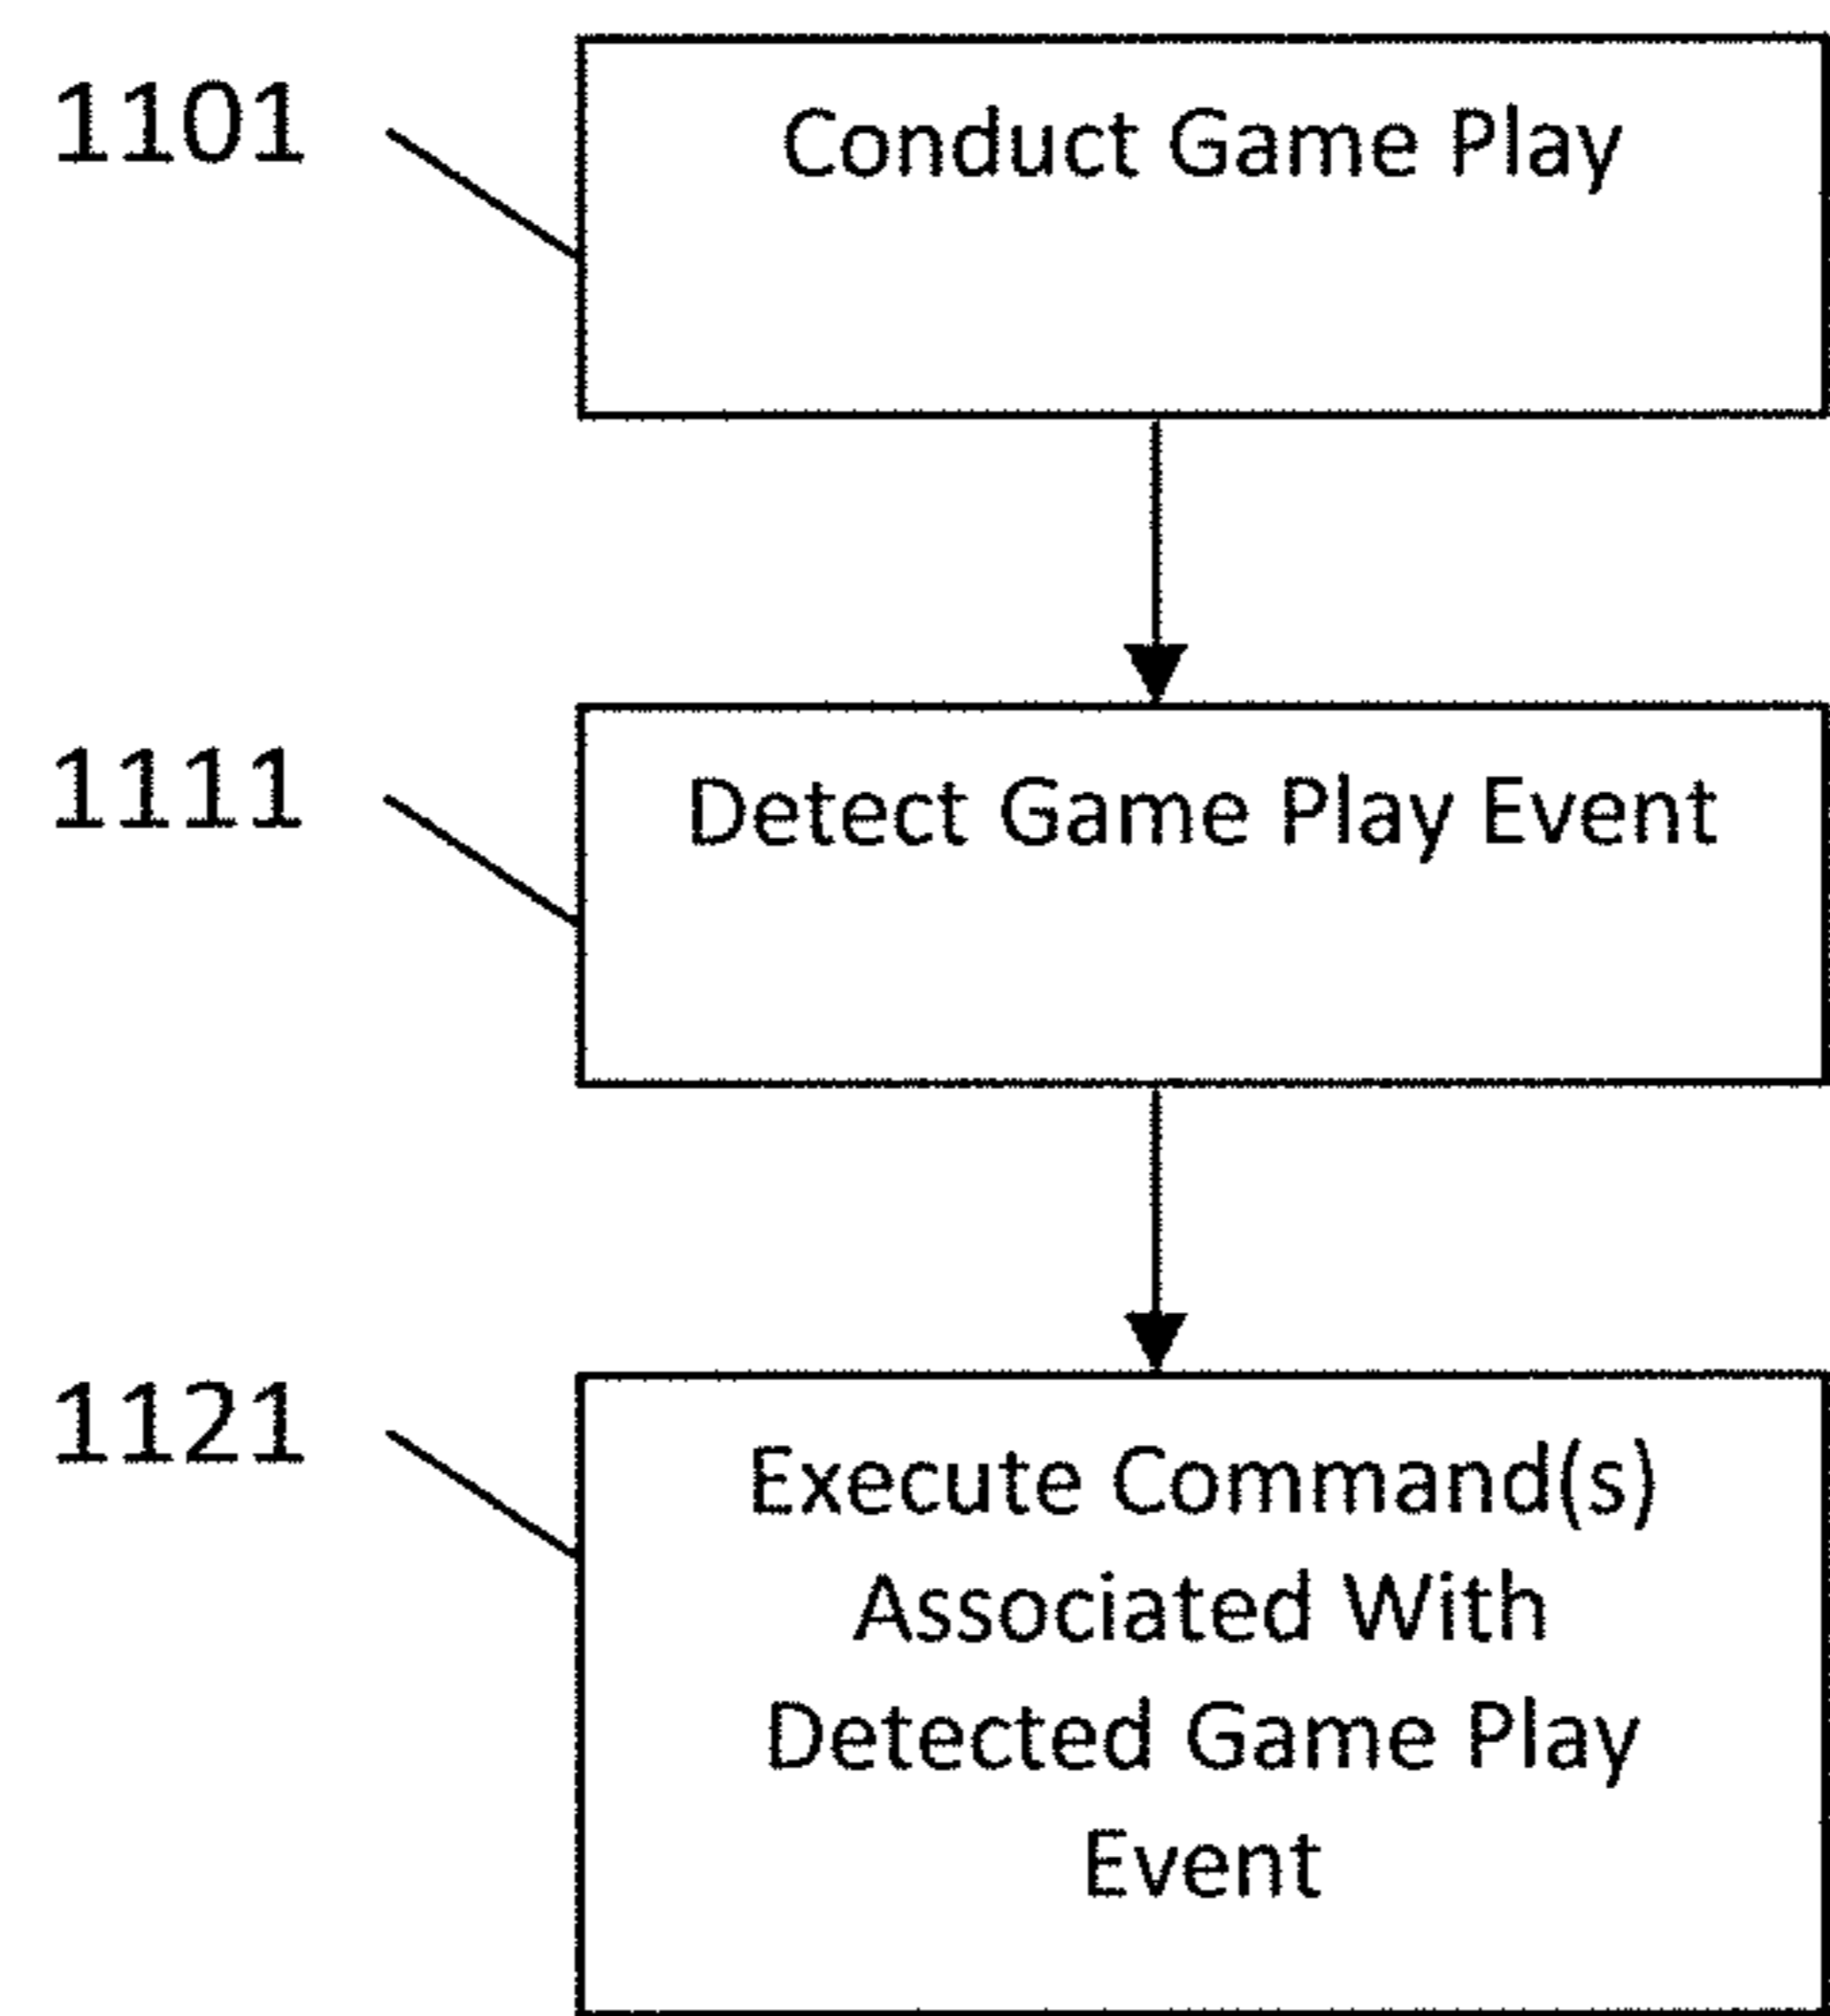 1101
Conduct Game Play
1111
Detect Game Play Event
1121
Execute Command(s)
Associated With
Detected Game Play
Event